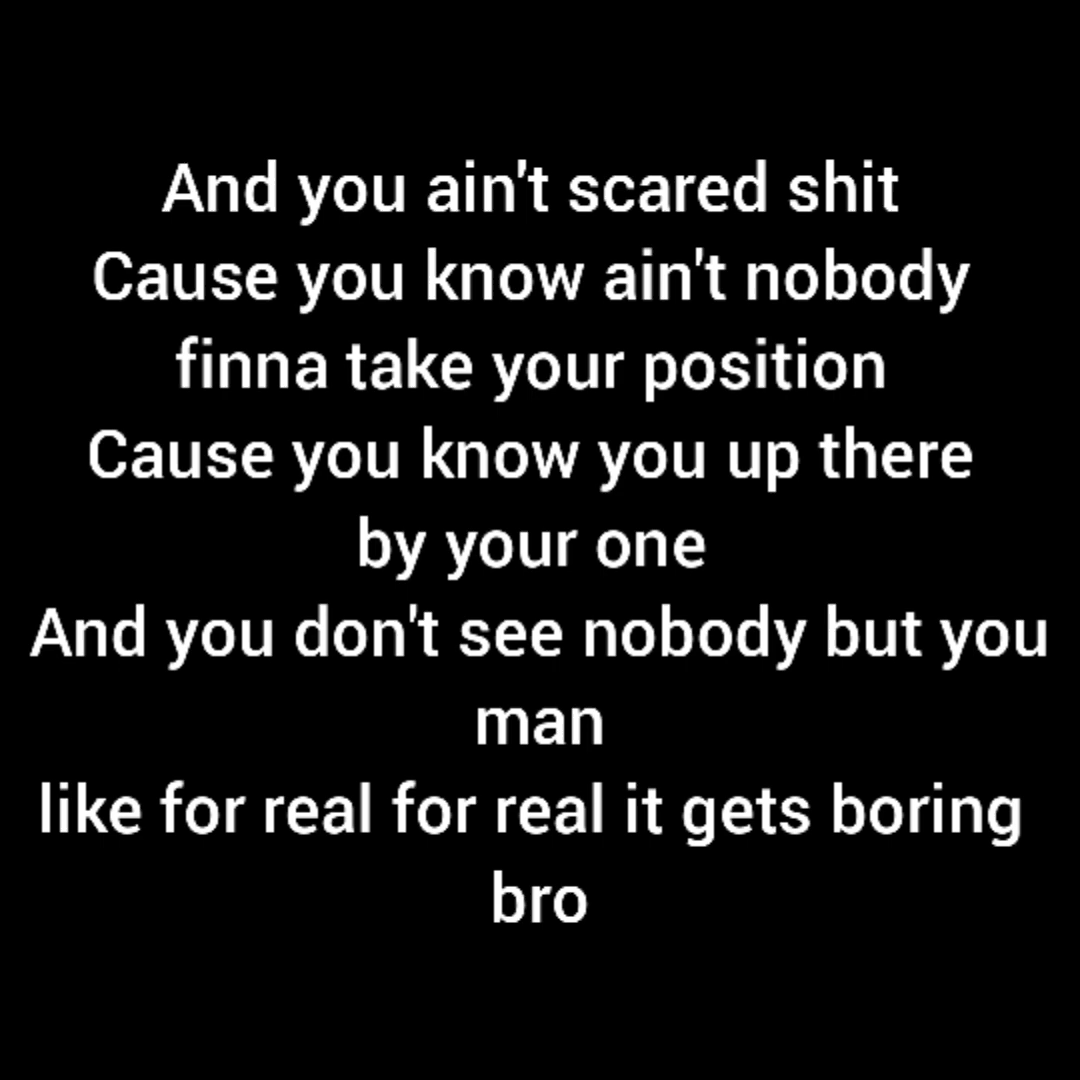 And you ain't scared shit
Cause you know ain't nobody
finna take your position
Cause you know you up there
by your one
And you don't see nobody but you
man
like for real for real it gets boring
bro